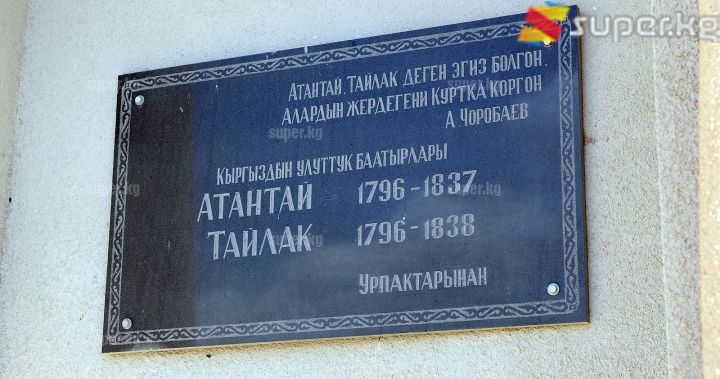 super.kg
Атантай, Тайлак деген эгиз болгон,
Алардын жердегени Куртка коргон
А Чоробаев
Кыргыздын улуттук баатырлары
Атантай 1796-1837
Тайлак 1796-1838
Урпактарынан